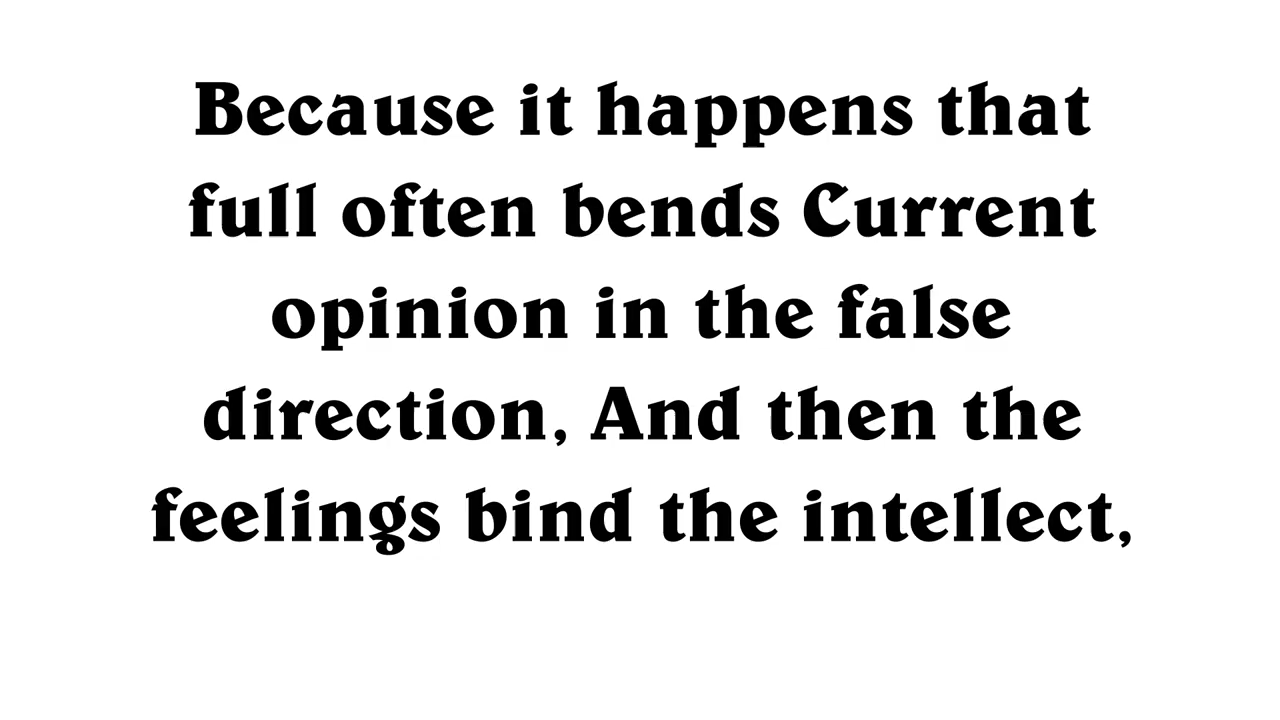 Because it happens that
full often bends Current
opinion in the false
direction, And then the
feelings bind the intellect,